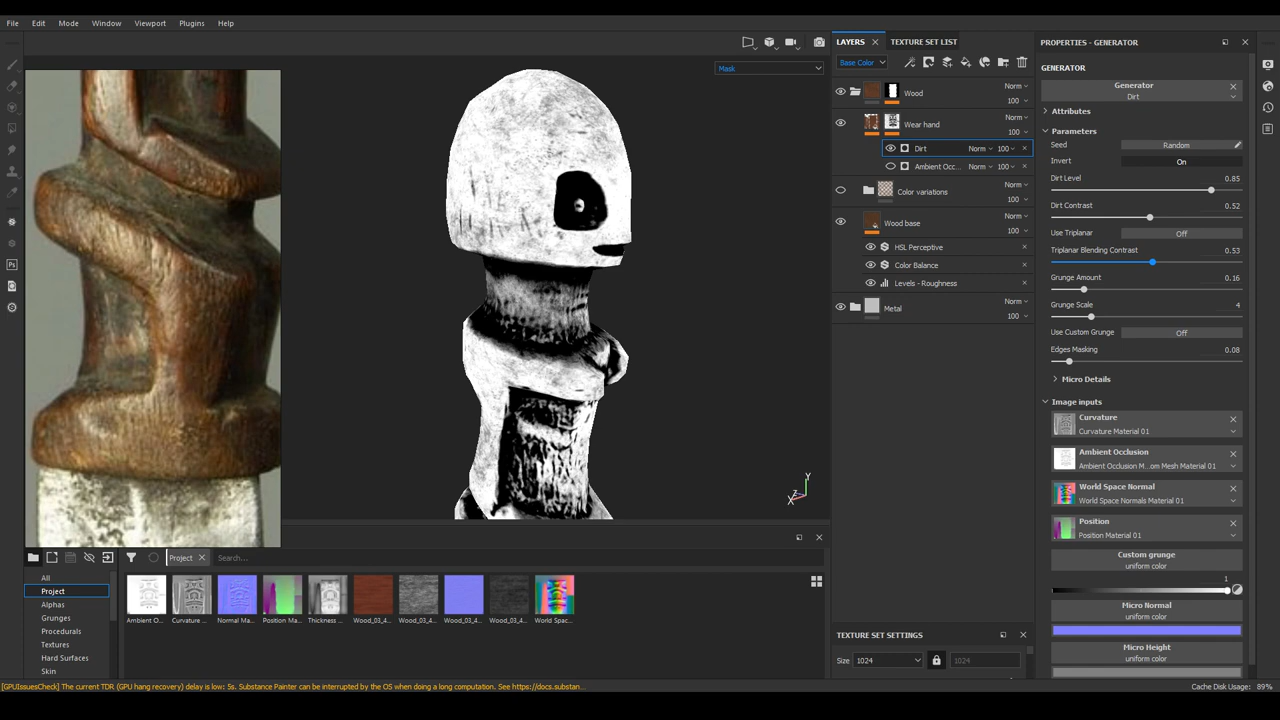 File Edit Mode Window Viewport Plugins Help
Mask
LAYERS TEXTURE SET LIST
Base Color
Wood Norm 100
Wear hand Norm 100
Dirt Norm 100
Ambient Occ... Norm 100
Color variations Norm 100
Wood base Norm 100
HSL Perceptive
Color Balance
Levels - Roughness
Metal Norm 100
TEXTURE SET SETTINGS
Size 1024 1024
PROPERTIES - GENERATOR
GENERATOR
Generator
Dirt
Attributes
Parameters
Seed Random
Invert On
Dirt Level 0.85
Dirt Contrast 0.52
Use Triplanar Off
Triplanar Blending Contrast 0.53
Grunge Amount 0.16
Grunge Scale 4
Use Custom Grunge Off
Edges Masking 0.08
Micro Details
Image inputs
Curvature
Curvature Material 01
Ambient Occlusion
Ambient Occlusion M...om Mesh Material 01
World Space Normal
World Space Normals Material 01
Position
Position Material 01
Custom grunge
uniform color
1
Micro Normal
uniform color
Micro Height
uniform color
Y
Z
X
Project Search...
All
Project
Alphas
Grunges
Procedurals
Textures
Hard Surfaces
Skin
Ambient O... Curvature ... Normal Ma... Position Ma... Thickness ... Wood_03_4... Wood_03_4... Wood_03_4... Wood_03_4... World Spac...
[GPUIssuesCheck] The current TDR (GPU hang recovery) delay is low: 5s. Substance Painter can be interrupted by the OS when doing a long computation. See https://docs.substan...
Cache Disk Usage: 89%
Ps